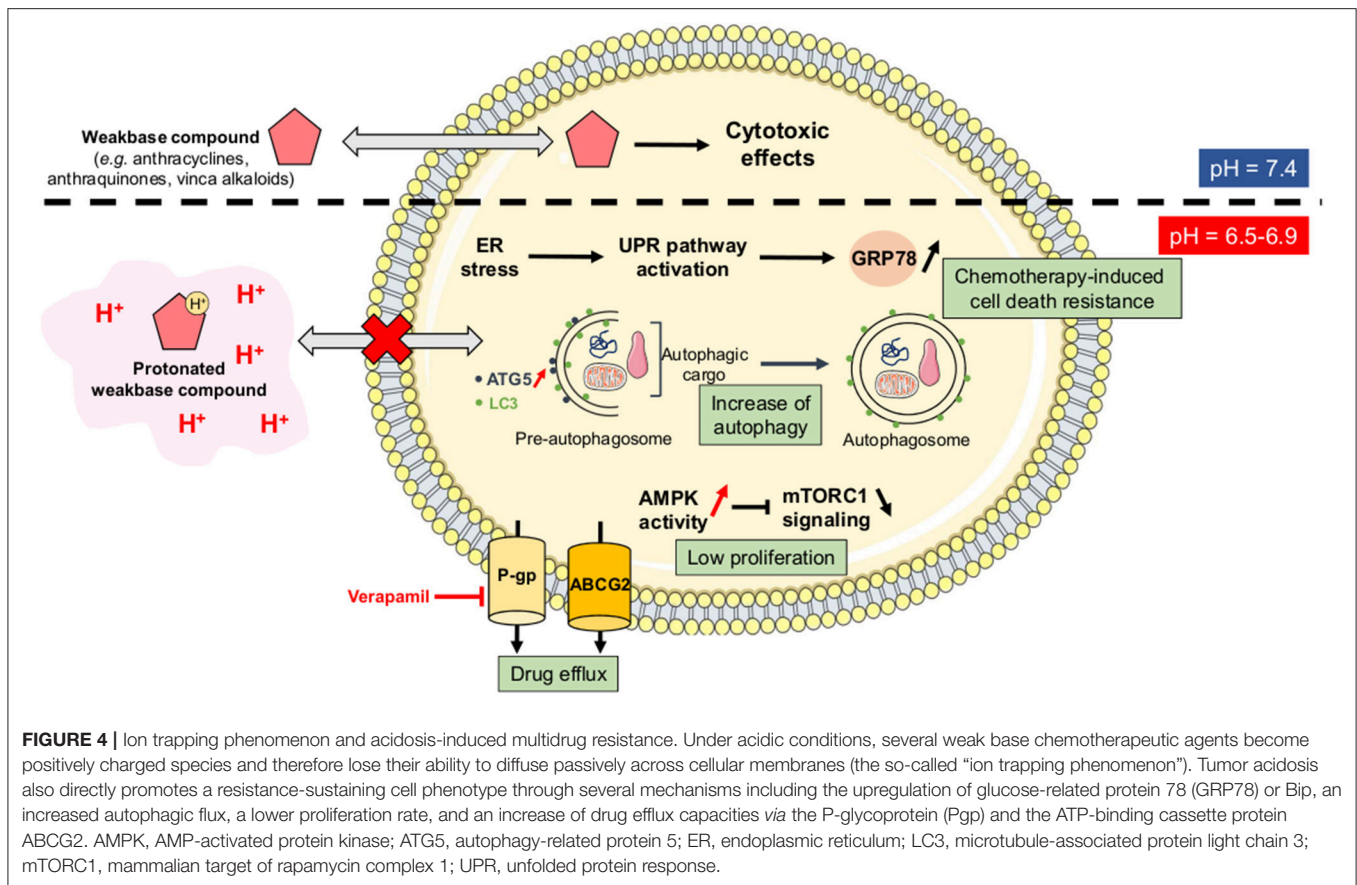 Weakbase compound
(e.g. anthracyclines,
anthraquinones, vinca alkaloids)
Cytotoxic
effects
pH = 7.4
pH = 6.5-6.9
ER
stress
UPR pathway
activation
GRP78
Chemotherapy-induced
cell death resistance
H+
H+
H+
H+
H+
H+
Protonated
weakbase compound
ATG5
LC3
Autophagic
cargo
Pre-autophagosome
Increase of
autophagy
Autophagosome
AMPK
activity
mTORC1
signaling
Low proliferation
P-gp
ABCG2
Verapamil
Drug efflux
FIGURE 4 | Ion trapping phenomenon and acidosis-induced multidrug resistance. Under acidic conditions, several weak base chemotherapeutic agents become
positively charged species and therefore lose their ability to diffuse passively across cellular membranes (the so-called “ion trapping phenomenon”). Tumor acidosis
also directly promotes a resistance-sustaining cell phenotype through several mechanisms including the upregulation of glucose-related protein 78 (GRP78) or Bip, an
increased autophagic flux, a lower proliferation rate, and an increase of drug efflux capacities via the P-glycoprotein (Pgp) and the ATP-binding cassette protein
ABCG2. AMPK, AMP-activated protein kinase; ATG5, autophagy-related protein 5; ER, endoplasmic reticulum; LC3, microtubule-associated protein light chain 3;
mTORC1, mammalian target of rapamycin complex 1; UPR, unfolded protein response.